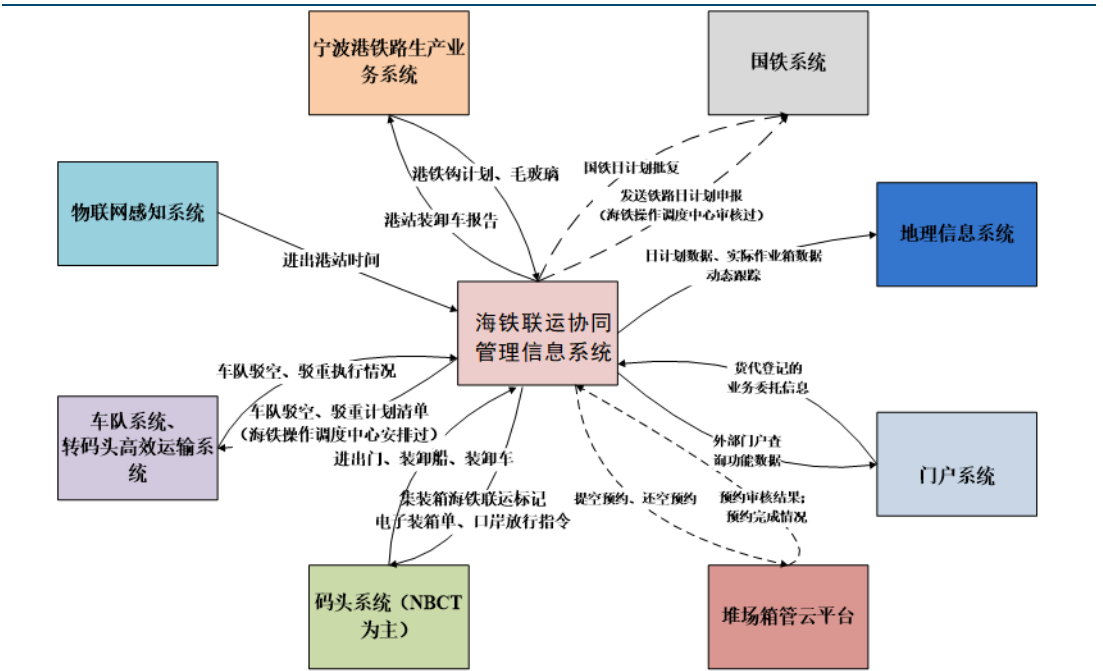 宁波港铁路生产业
务系统
国铁系统
港铁钩计划、毛玻璃
国铁日计划批复
物联网感知系统
发送铁路日计划申报
（海铁操作调度中心审核过）
港站装卸车报告
地理信息系统
进出港站时间
日计划数据、实际作业箱数据
动态跟踪
海铁联运协同
管理信息系统
车队驳空、驳重执行情况
货代登记的
业务委托信息
车队驳空、驳重计划清单
（海铁操作调度中心安排过）
车队系统、
转码头高效运输系
统
外部门户查
询功能数据
进出门、装卸船、装卸车
门户系统
集装箱海铁联运标记
电子装箱单、口岸放行指令
提空预约、还空预约
预约审核结果；
预约完成情况
码头系统（NBCT
为主）
堆场箱管云平台